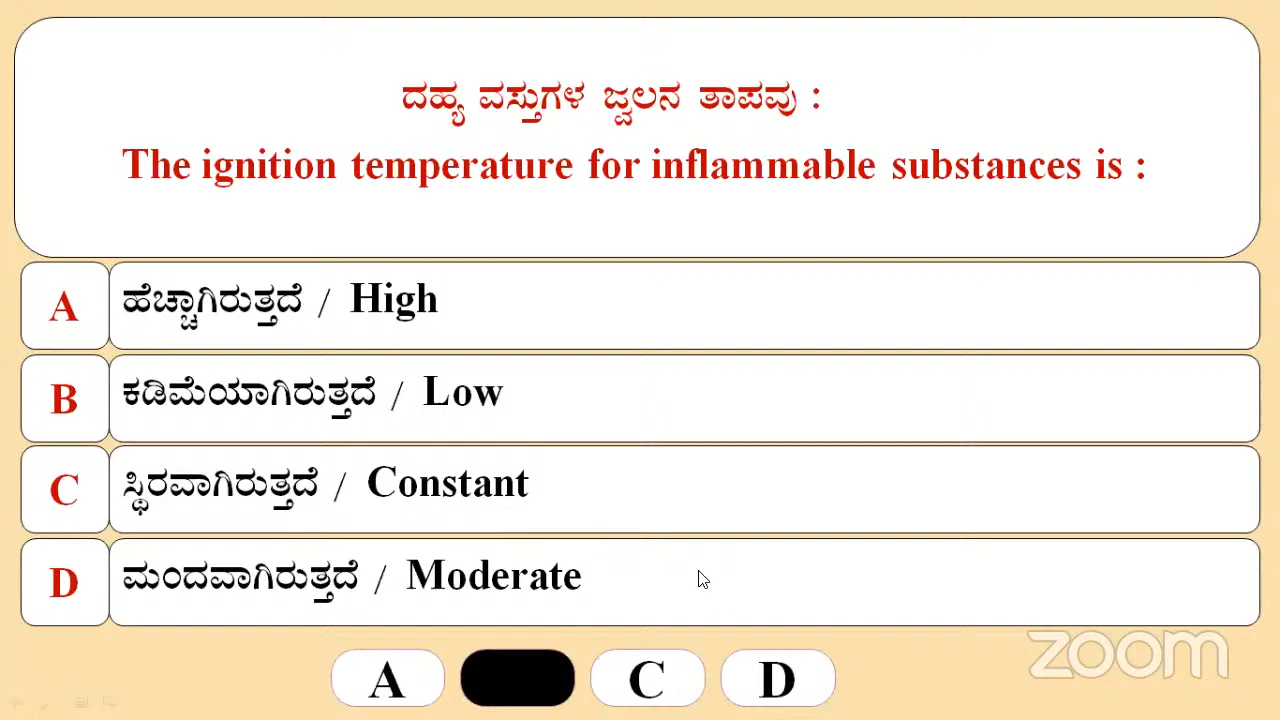 ದಹ್ಯ ವಸ್ತುಗಳ ಜ್ವಲನ ತಾಪವು :
The ignition temperature for inflammable substances is :
A ಹೆಚ್ಚಾಗಿರುತ್ತದೆ / High
B ಕಡಿಮೆಯಾಗಿರುತ್ತದೆ / Low
C ಸ್ಥಿರವಾಗಿರುತ್ತದೆ / Constant
D ಮಂದವಾಗಿರುತ್ತದೆ / Moderate
zoom
A C D